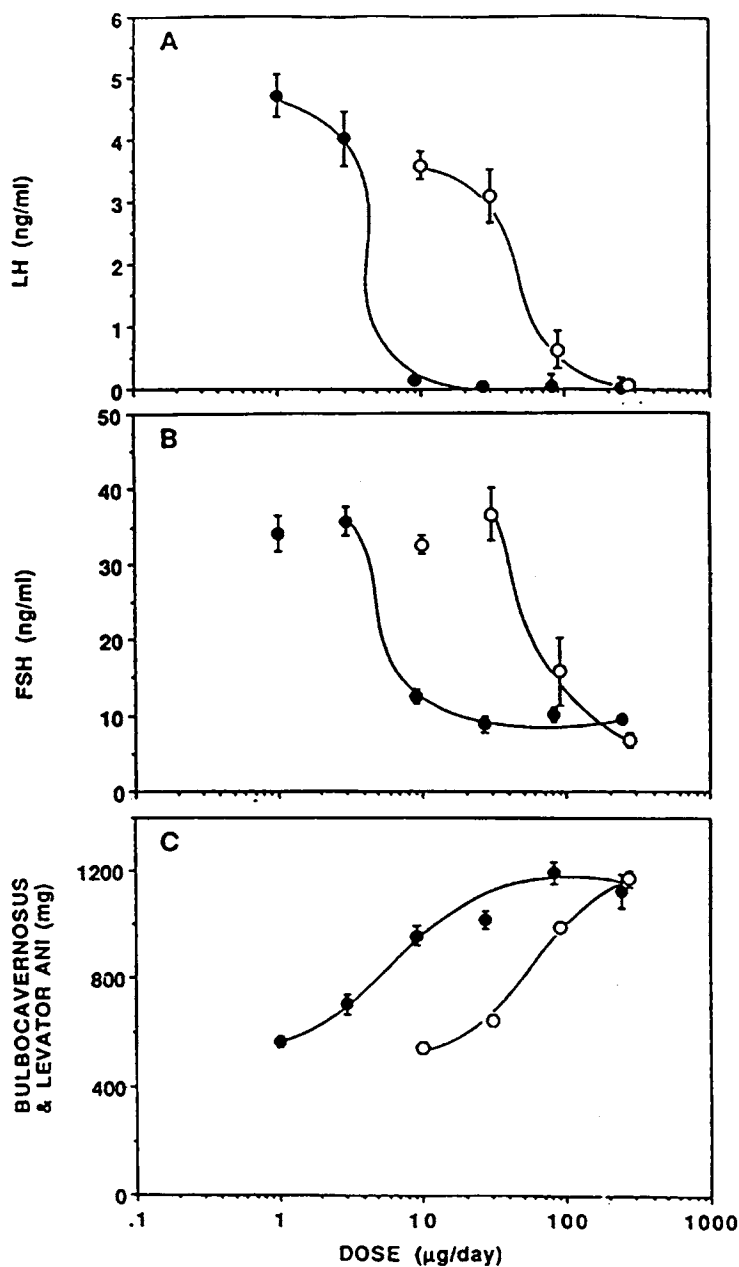 A
6
5
4
3
2
1
0
LH (ng/ml)
B
50
40
30
20
10
0
FSH (ng/ml)
C
1200
800
400
0
BULBOCAVERNOSUS
& LEVATOR ANI (mg)
.1 1 10 100 1000
DOSE (µg/day)